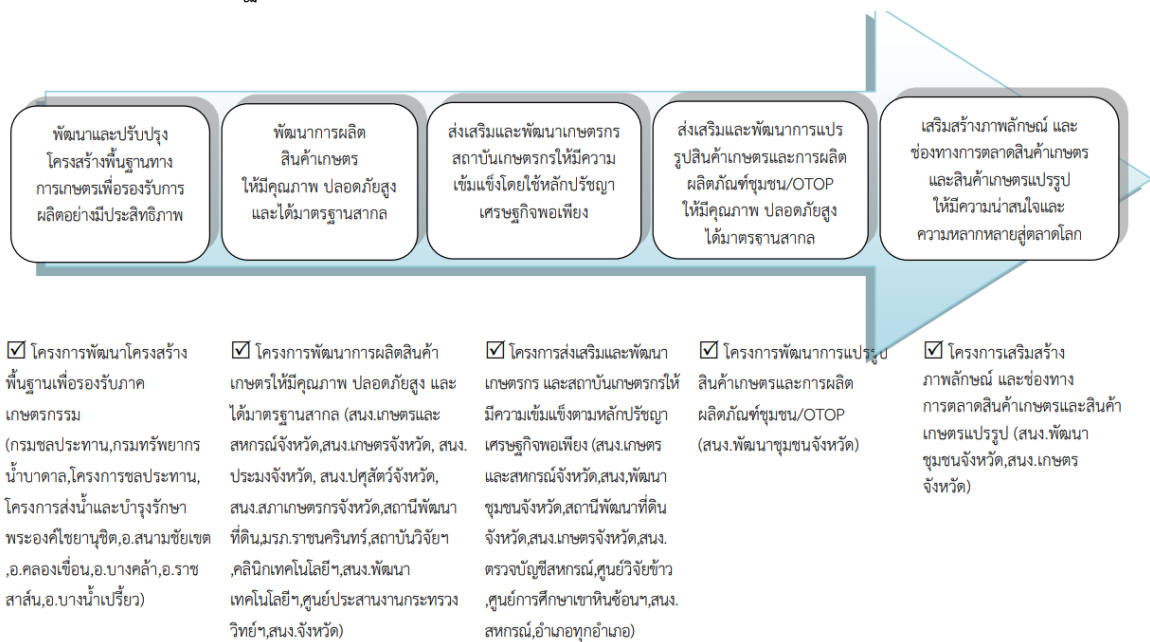 พัฒนาและปรับปรุง
โครงสร้างพื้นฐานทาง
การเกษตรเพื่อรองรับการ
ผลิตอย่างมีประสิทธิภาพ
พัฒนาการผลิต
สินค้าเกษตร
ให้มีคุณภาพ ปลอดภัยสูง
และได้มาตรฐานสากล
ส่งเสริมและพัฒนาเกษตรกร
สถาบันเกษตรกรให้มีความ
เข้มแข็งโดยใช้หลักปรัชญา
เศรษฐกิจพอเพียง
ส่งเสริมและพัฒนาการแปร
รูปสินค้าเกษตรและการผลิต
ผลิตภัณฑ์ชุมชน/OTOP
ให้มีคุณภาพ ปลอดภัยสูง
ได้มาตรฐานสากล
เสริมสร้างภาพลักษณ์ และ
ช่องทางการตลาดสินค้าเกษตร
และสินค้าเกษตรแปรรูป
ให้มีความน่าสนใจและ
ความหลากหลายสู่ตลาดโลก
☑ โครงการพัฒนาโครงสร้าง
พื้นฐานเพื่อรองรับภาค
เกษตรกรรม
(กรมชลประทาน,กรมทรัพยากร
น้ำบาดาล,โครงการชลประทาน,
โครงการส่งน้ำและบำรุงรักษา
พระองค์ไชยานุชิต,อ.สนามชัยเขต
,อ.คลองเขื่อน,อ.บางคล้า,อ.ราช
สาส์น,อ.บางน้ำเปรี้ยว)
☑ โครงการพัฒนาการผลิตสินค้า
เกษตรให้มีคุณภาพ ปลอดภัยสูง และ
ได้มาตรฐานสากล (สนง.เกษตรและ
สหกรณ์จังหวัด,สนง.เกษตรจังหวัด, สนง.
ประมงจังหวัด, สนง.ปศุสัตว์จังหวัด,
สนง.สภาเกษตรกรจังหวัด,สถานีพัฒนา
ที่ดิน,มรภ.ราชนครินทร์,สถาบันวิจัยฯ
,คลินิกเทคโนโลยีฯ,สนง.พัฒนา
เทคโนโลยีฯ,ศูนย์ประสานงานกระทรวง
วิทย์ฯ,สนง.จังหวัด)
☑ โครงการส่งเสริมและพัฒนา
เกษตรกร และสถาบันเกษตรกรให้
มีความเข้มแข็งตามหลักปรัชญา
เศรษฐกิจพอเพียง (สนง.เกษตร
และสหกรณ์จังหวัด,สนง,พัฒนา
ชุมชนจังหวัด,สถานีพัฒนาที่ดิน
จังหวัด,สนง.เกษตรจังหวัด,สนง.
ตรวจบัญชีสหกรณ์,ศูนย์วิจัยข้าว
,ศูนย์การศึกษาเขาหินซ้อนฯ,สนง.
สหกรณ์,อำเภอทุกอำเภอ)
☑ โครงการพัฒนาการแปรรูป
สินค้าเกษตรและการผลิต
ผลิตภัณฑ์ชุมชน/OTOP
(สนง.พัฒนาชุมชนจังหวัด)
☑ โครงการเสริมสร้าง
ภาพลักษณ์ และช่องทาง
การตลาดสินค้าเกษตรและสินค้า
เกษตรแปรรูป (สนง.พัฒนา
ชุมชนจังหวัด,สนง.เกษตร
จังหวัด)